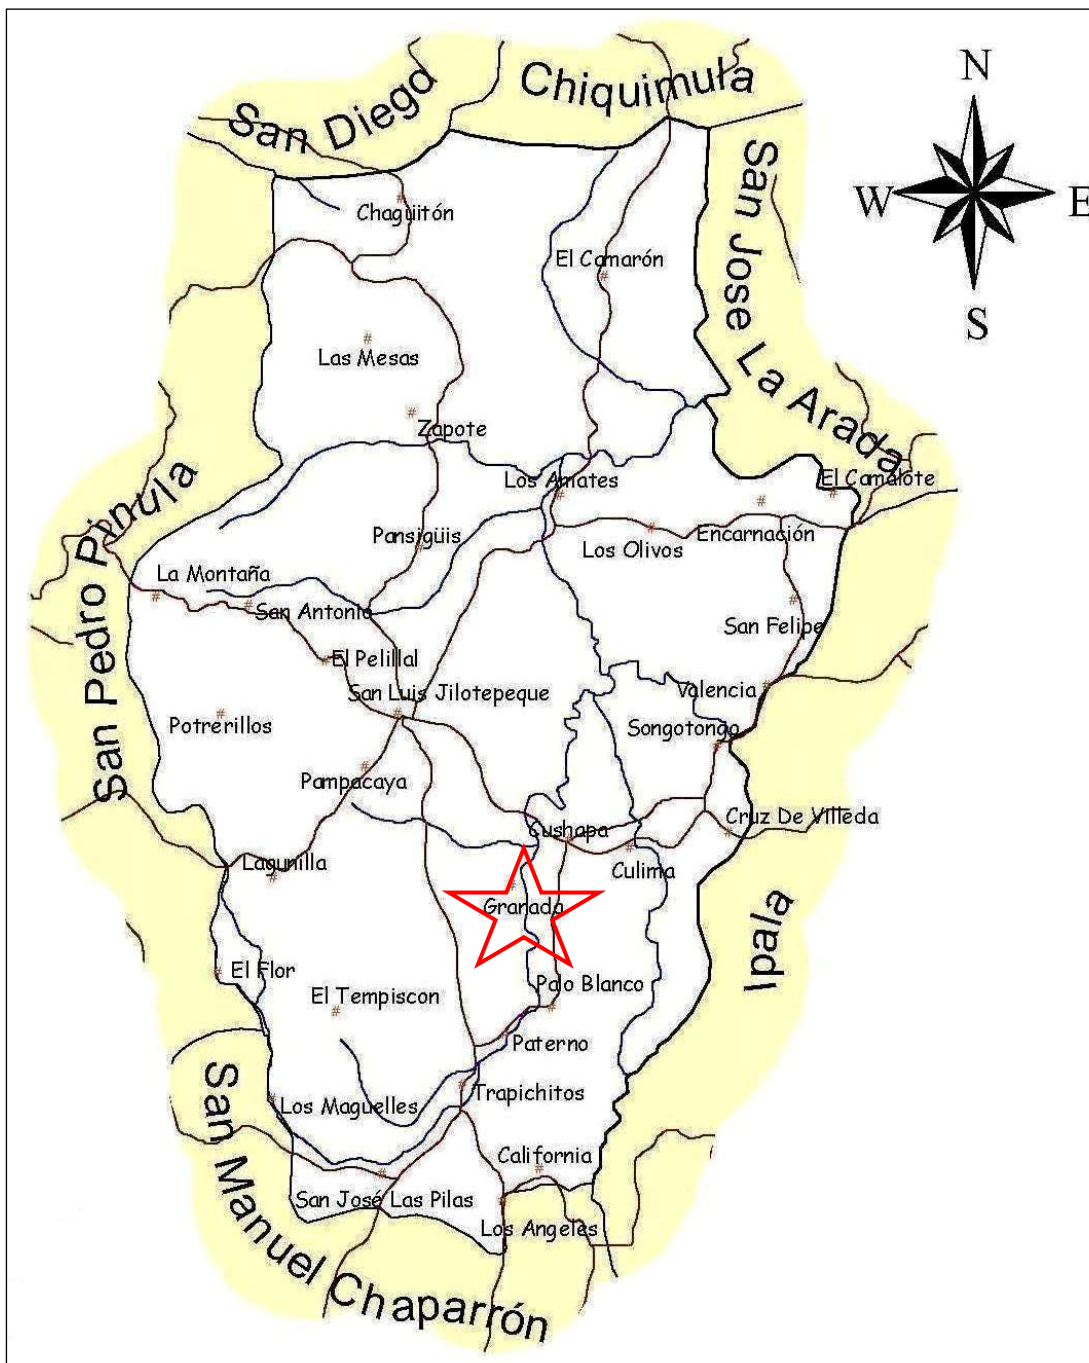 N
San Diego
Chiquimula
San Jose La Arada
W
E
S
Chagüitón
El Camarón
Las Mesas
Zapote
Los Amates
El Camalote
Pansigüis
Los Olivos
Encarnación
San Pedro Pinula
La Montaña
San Antonio
San Felipe
El Pelillal
San Luis Jilotepeque
Valencia
Potrerillos
Songotongo
Pampacaya
Cushapa
Cruz De Villeda
Lagunilla
Culima
Granada
Ipala
El Flor
El Tempiscon
Palo Blanco
Paterno
Los Maguelles
Trapichitos
California
San José Las Pilas
Los Angeles
San Manuel Chaparrón